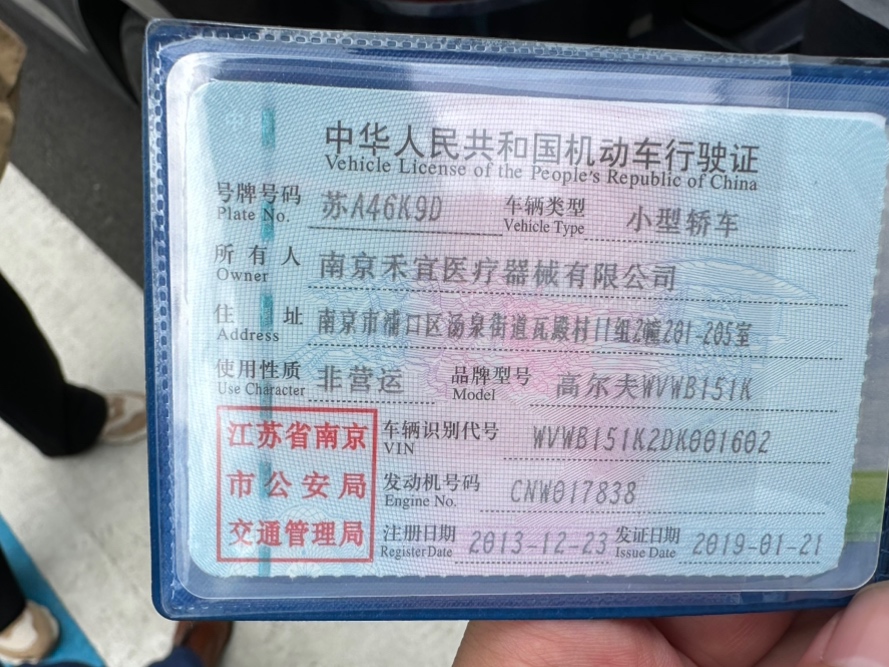 中华人民共和国机动车行驶证
Vehicle License of the People's Republic of China
号牌号码 苏A46K9D 车辆类型 小型轿车
Plate No. Vehicle Type
所有人 南京禾宜医疗器械有限公司
Owner
住址 南京市浦口区汤泉街道瓦殿村11组2幢201-205室
Address
使用性质 非营运 品牌型号 高尔夫WVWB151K
Use Character Model
江苏省南京 车辆识别代号 WVWB151K2DK001602
VIN
市公安局 发动机号码 CNW017838
Engine No.
交通管理局 注册日期 2013-12-23 发证日期 2019-01-21
Register Date Issue Date